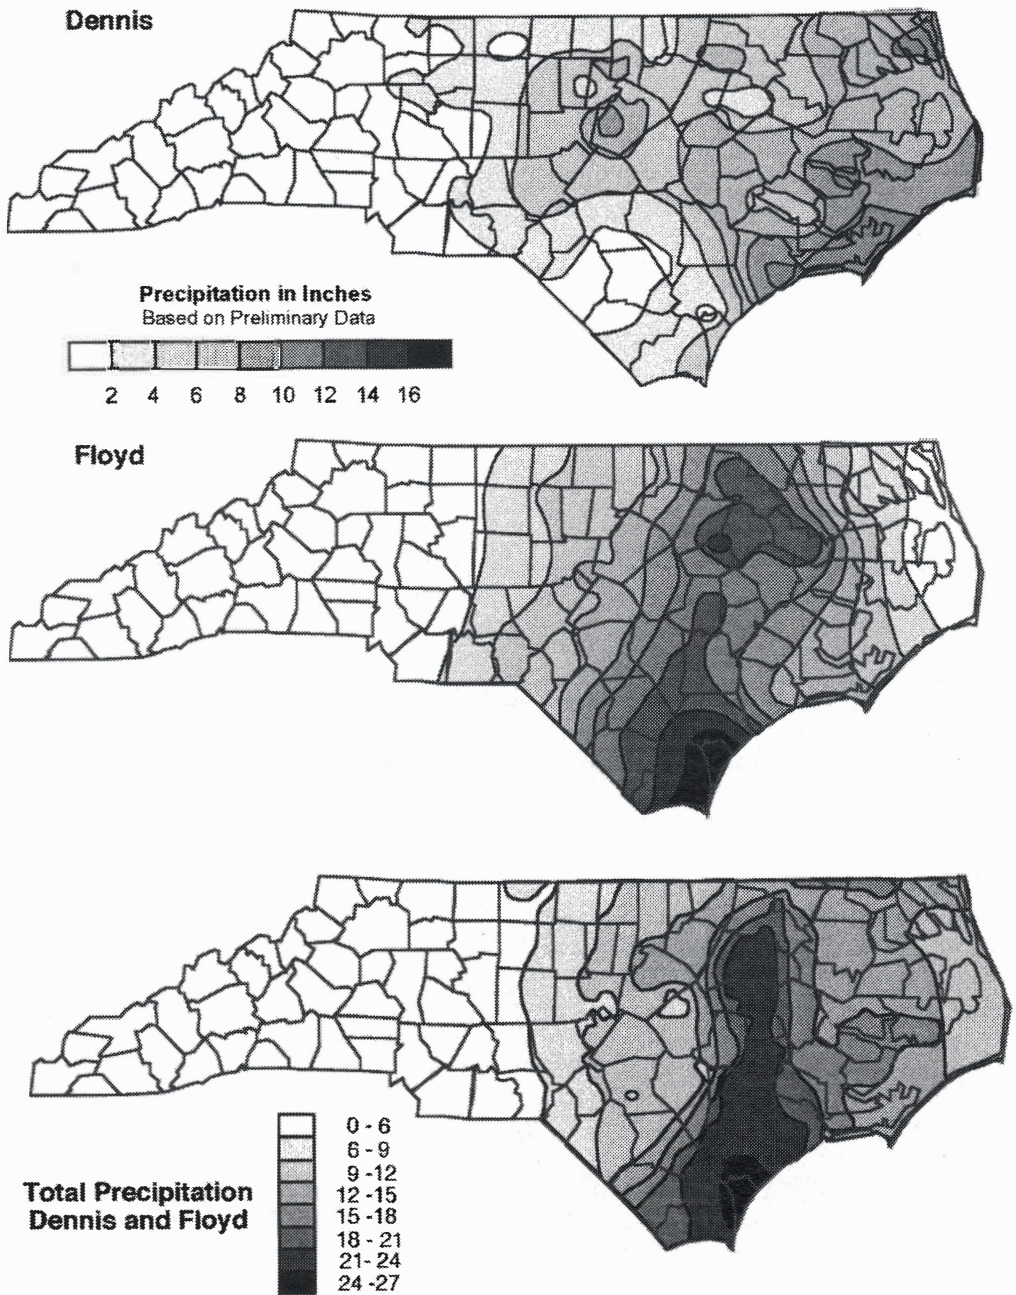 Dennis
Precipitation in Inches
Based on Preliminary Data
2 4 6 8 10 12 14 16
Floyd
Total Precipitation
Dennis and Floyd
0 - 6
6 - 9
9 -12
12 -15
15 -18
18 - 21
21- 24
24 -27